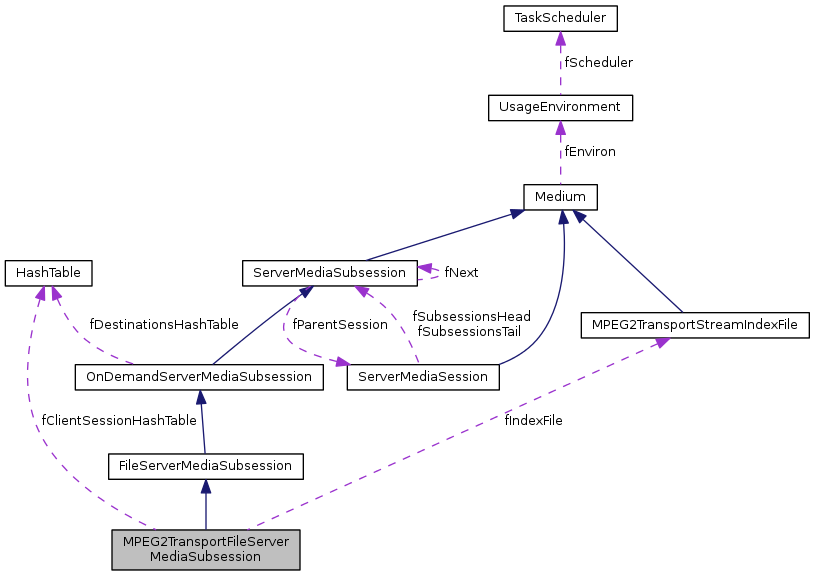 TaskScheduler
fScheduler
UsageEnvironment
fEnviron
Medium
HashTable
ServerMediaSubsession
fNext
fDestinationsHashTable
fParentSession
fSubsessionsHead
fSubsessionsTail
MPEG2TransportStreamIndexFile
OnDemandServerMediaSubsession
ServerMediaSession
fClientSessionHashTable
fIndexFile
FileServerMediaSubsession
MPEG2TransportFileServer
MediaSubsession